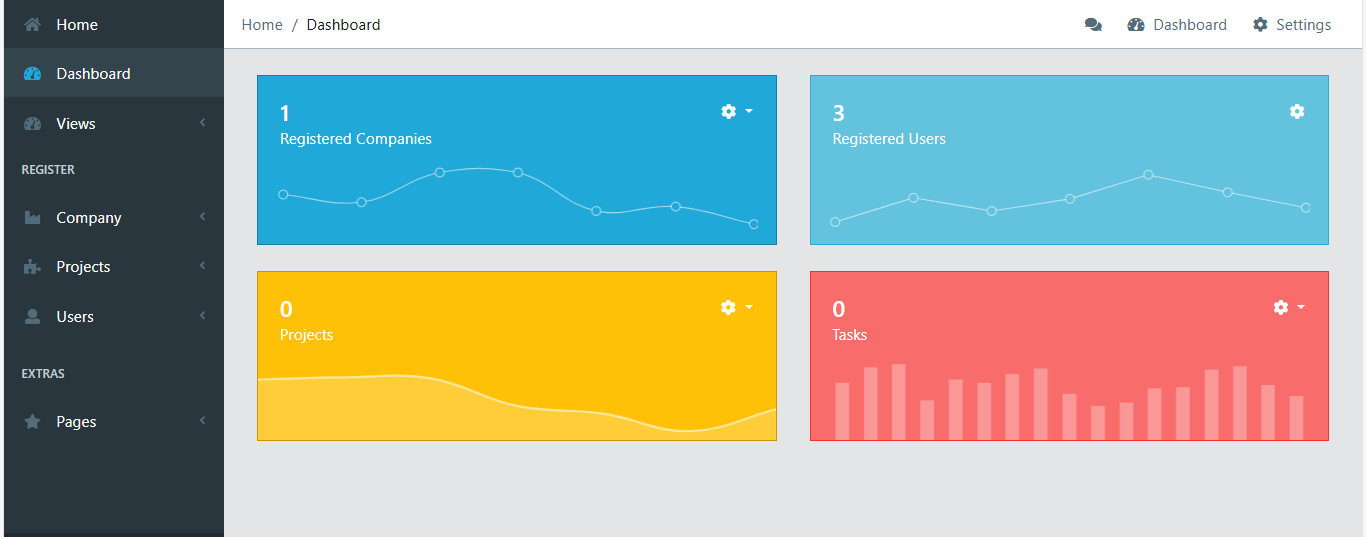 Home
Dashboard
Views
REGISTER
Company
Projects
Users
EXTRAS
Pages
Home / Dashboard
Dashboard
Settings
1
Registered Companies
3
Registered Users
0
Projects
0
Tasks